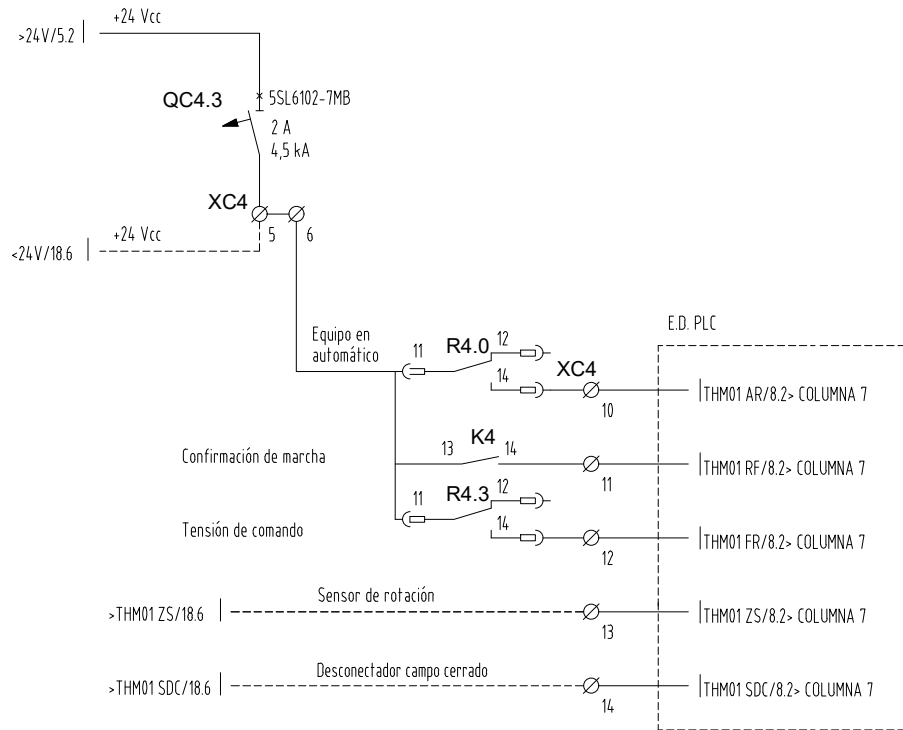 +24 Vcc
>24V/5.2
QC4.3
5SL6102-7MB
2 A
4,5 kA
XC4
5
6
+24 Vcc
<24V/18.6
E.D. PLC
Equipo en
automático
11
R4.0
12
14
XC4
10
THM01 AR/8.2> COLUMNA 7
Confirmación de marcha
13
K4
14
11
THM01 RF/8.2> COLUMNA 7
Tensión de comando
11
R4.3
12
14
12
THM01 FR/8.2> COLUMNA 7
>THM01 ZS/18.6
Sensor de rotación
13
THM01 ZS/8.2> COLUMNA 7
>THM01 SDC/18.6
Desconectador campo cerrado
14
THM01 SDC/8.2> COLUMNA 7